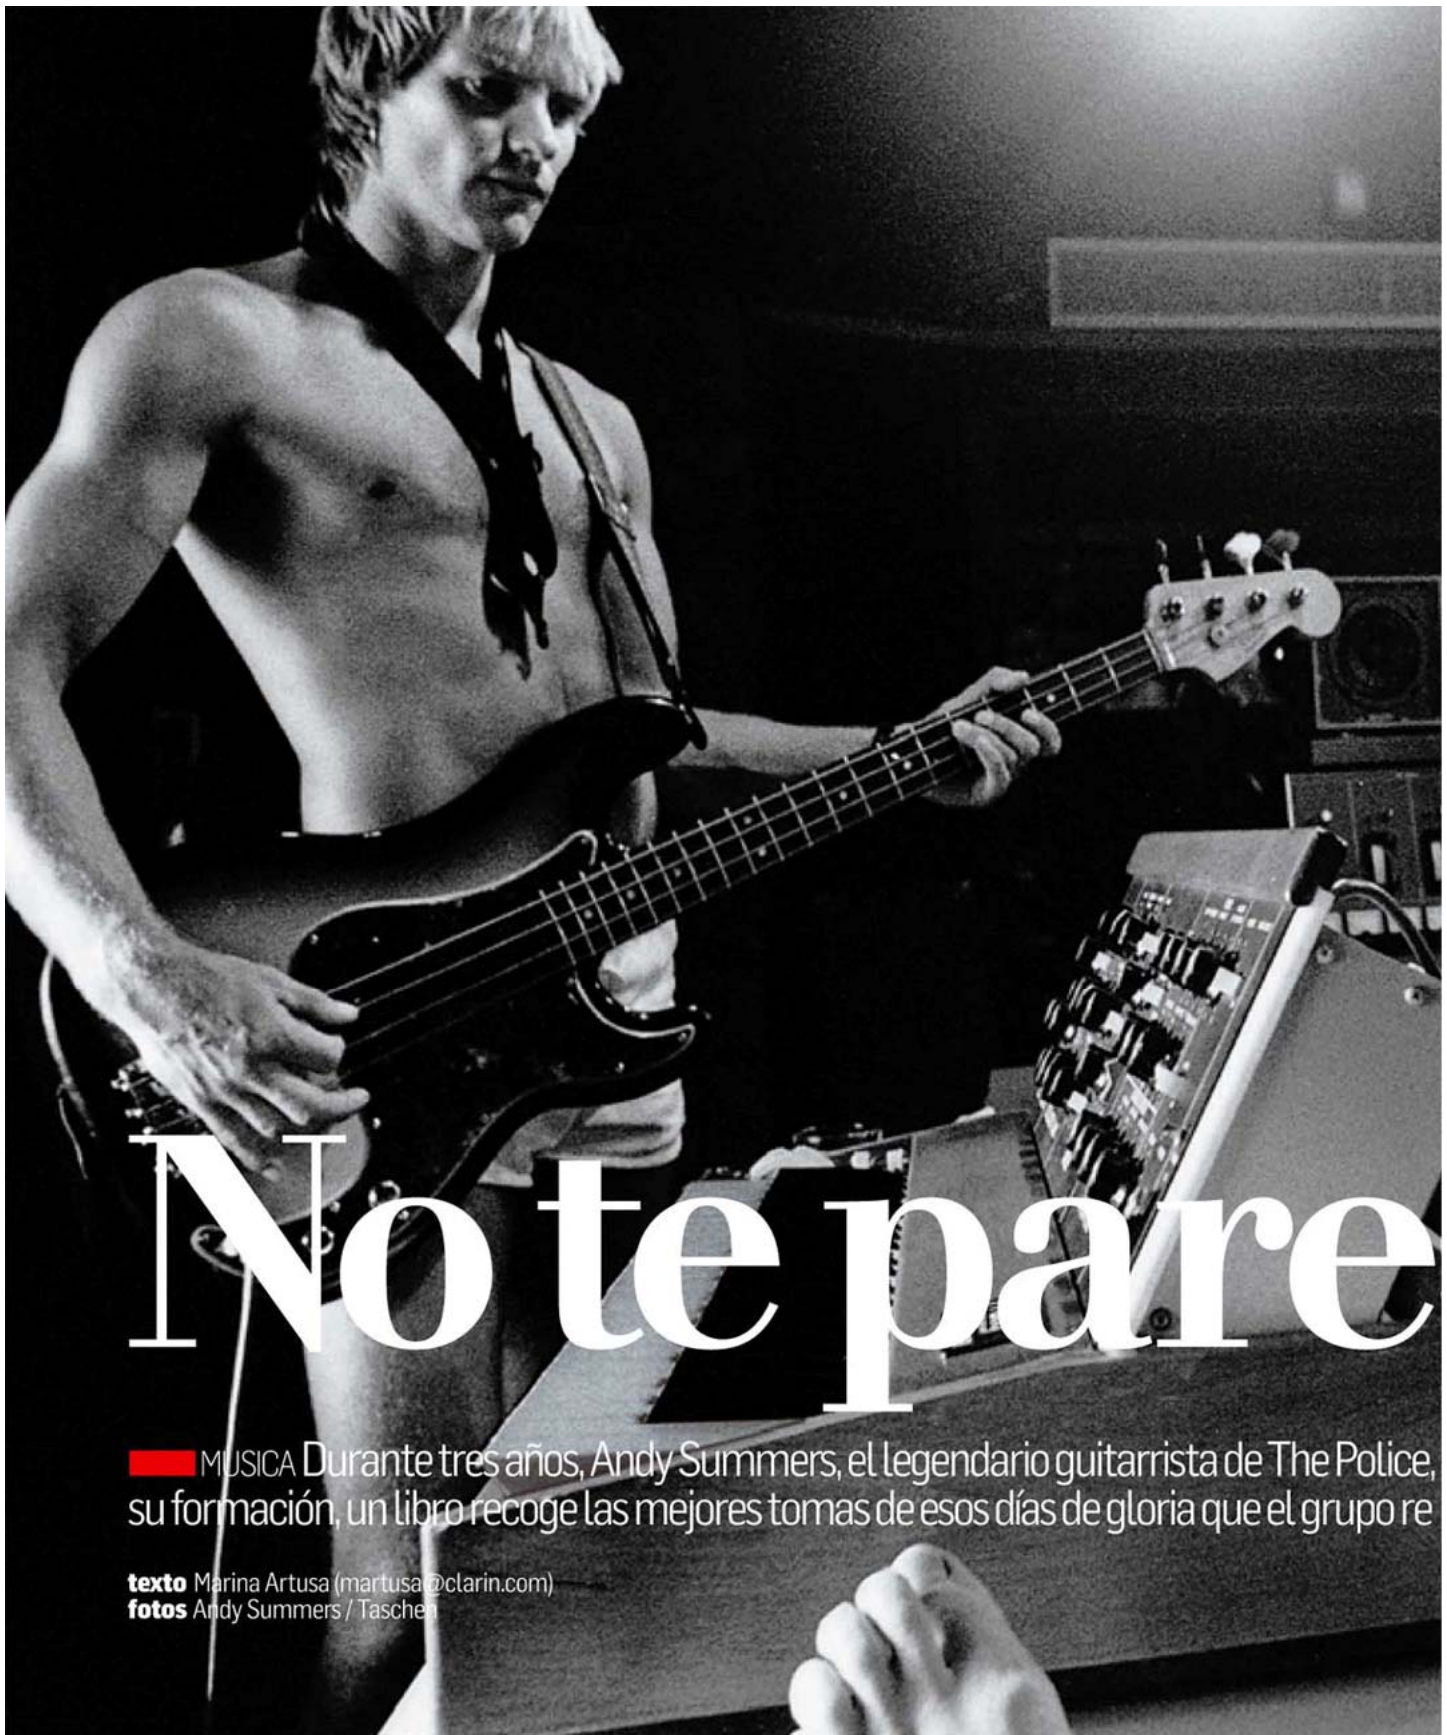 No te pare
MUSICA Durante tres años, Andy Summers, el legendario guitarrista de The Police,
su formación, un libro recoge las mejores tomas de esos días de gloria que el grupo re
texto Marina Artusa (martusa@clarin.com)
fotos Andy Summers / Taschen